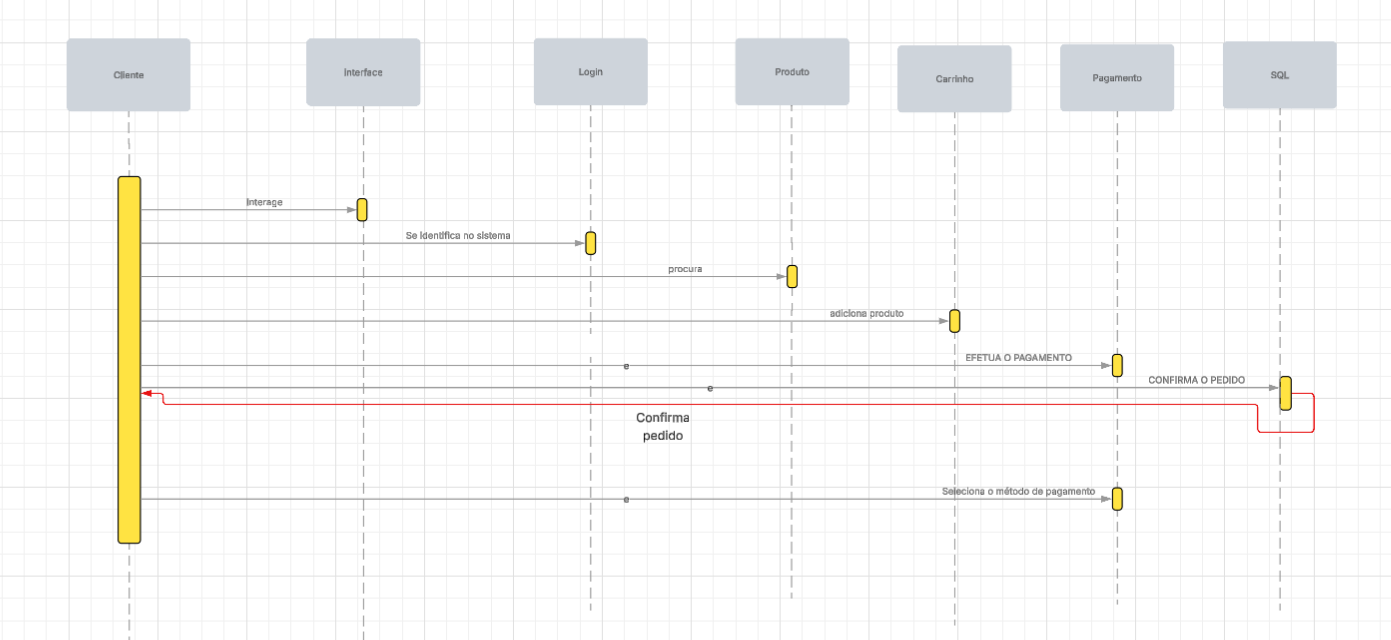 Cliente
Interface
Login
Produto
Carrinho
Pagamento
SQL
Interage
Se identifica no sistema
procura
adiciona produto
EFETUA O PAGAMENTO
e
CONFIRMA O PEDIDO
e
Confirma
pedido
Seleciona o método de pagamento
e